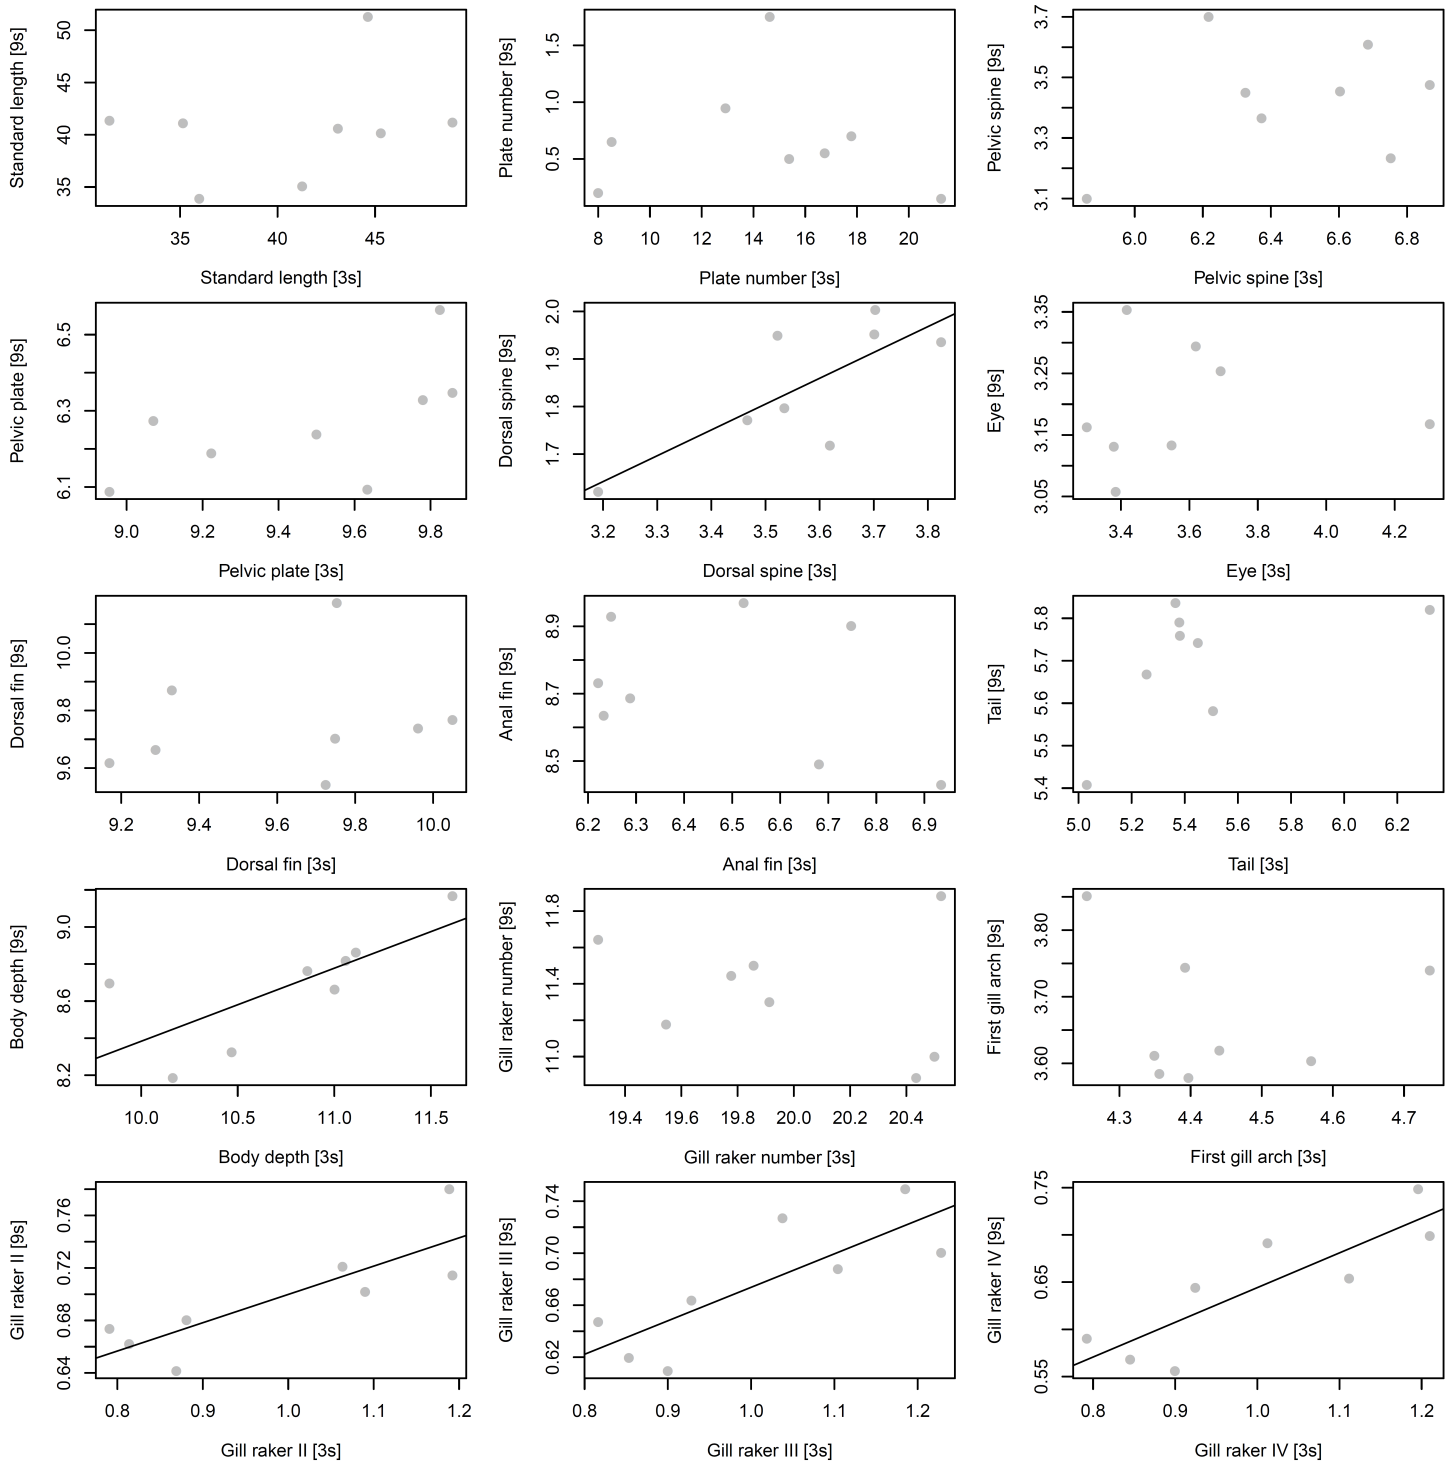 Standard length [9s]
50
45
40
35
35 40 45
Standard length [3s]
Plate number [9s]
1.5
1.0
0.5
8 10 12 14 16 18 20
Plate number [3s]
Pelvic spine [9s]
3.7
3.5
3.3
3.1
6.0 6.2 6.4 6.6 6.8
Pelvic spine [3s]
Pelvic plate [9s]
6.5
6.3
6.1
9.0 9.2 9.4 9.6 9.8
Pelvic plate [3s]
Dorsal spine [9s]
2.0
1.9
1.8
1.7
3.2 3.3 3.4 3.5 3.6 3.7 3.8
Dorsal spine [3s]
Eye [9s]
3.35
3.25
3.15
3.05
3.4 3.6 3.8 4.0 4.2
Eye [3s]
Dorsal fin [9s]
10.0
9.8
9.6
9.2 9.4 9.6 9.8 10.0
Dorsal fin [3s]
Anal fin [9s]
8.9
8.7
8.5
6.2 6.3 6.4 6.5 6.6 6.7 6.8 6.9
Anal fin [3s]
Tail [9s]
5.8
5.7
5.6
5.5
5.4
5.0 5.2 5.4 5.6 5.8 6.0 6.2
Tail [3s]
Body depth [9s]
9.0
8.6
8.2
10.0 10.5 11.0 11.5
Body depth [3s]
Gill raker number [9s]
11.8
11.4
11.0
19.4 19.6 19.8 20.0 20.2 20.4
Gill raker number [3s]
First gill arch [9s]
3.80
3.70
3.60
4.3 4.4 4.5 4.6 4.7
First gill arch [3s]
Gill raker II [9s]
0.76
0.72
0.68
0.64
0.8 0.9 1.0 1.1 1.2
Gill raker II [3s]
Gill raker III [9s]
0.74
0.70
0.66
0.62
0.8 0.9 1.0 1.1 1.2
Gill raker III [3s]
Gill raker IV [9s]
0.75
0.65
0.55
0.8 0.9 1.0 1.1 1.2
Gill raker IV [3s]